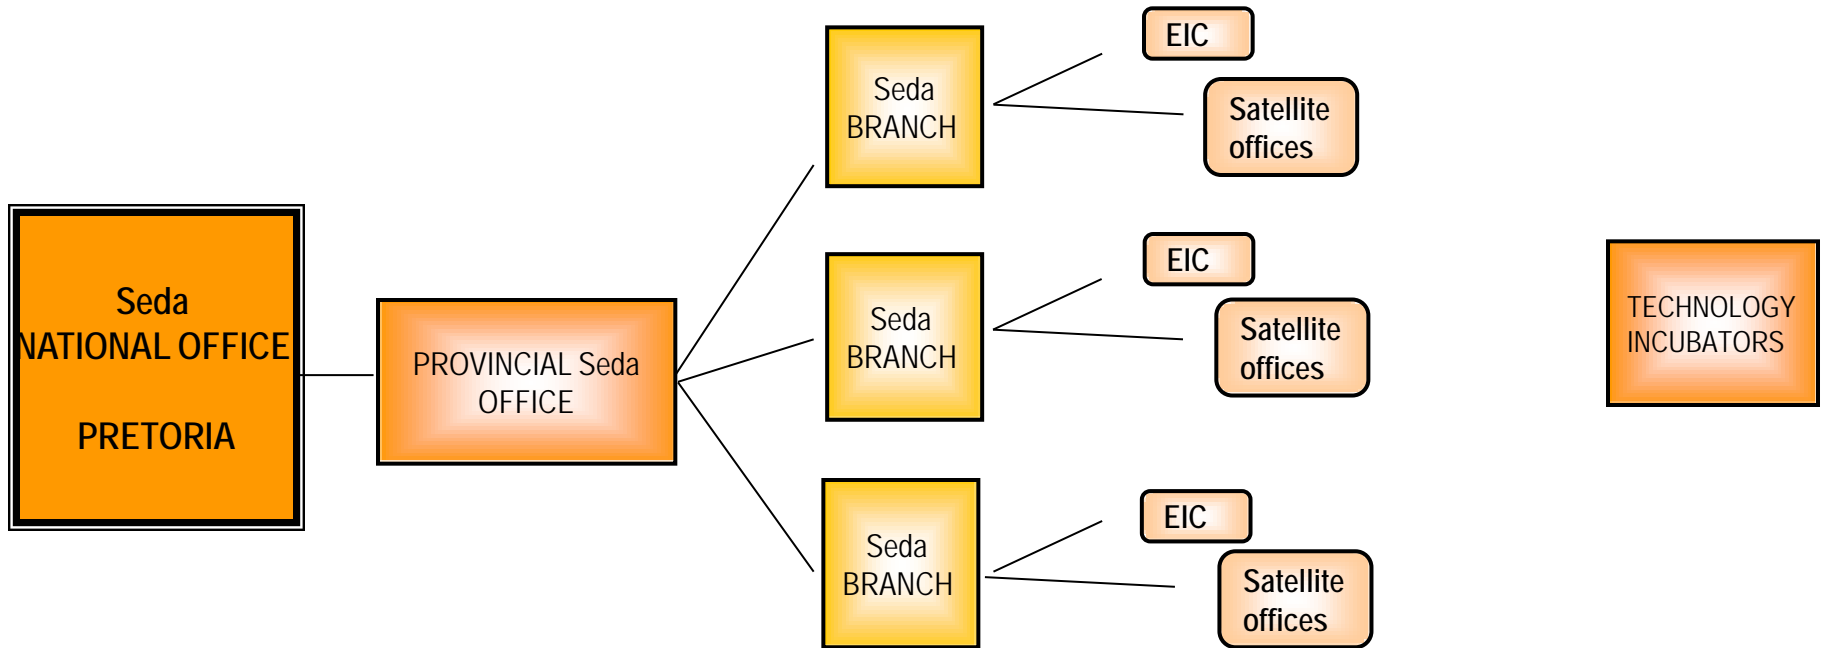 Seda
NATIONAL OFFICE
PRETORIA
PROVINCIAL Seda
OFFICE
Seda
BRANCH
EIC
Satellite
offices
Seda
BRANCH
EIC
Satellite
offices
Seda
BRANCH
EIC
Satellite
offices
TECHNOLOGY
INCUBATORS